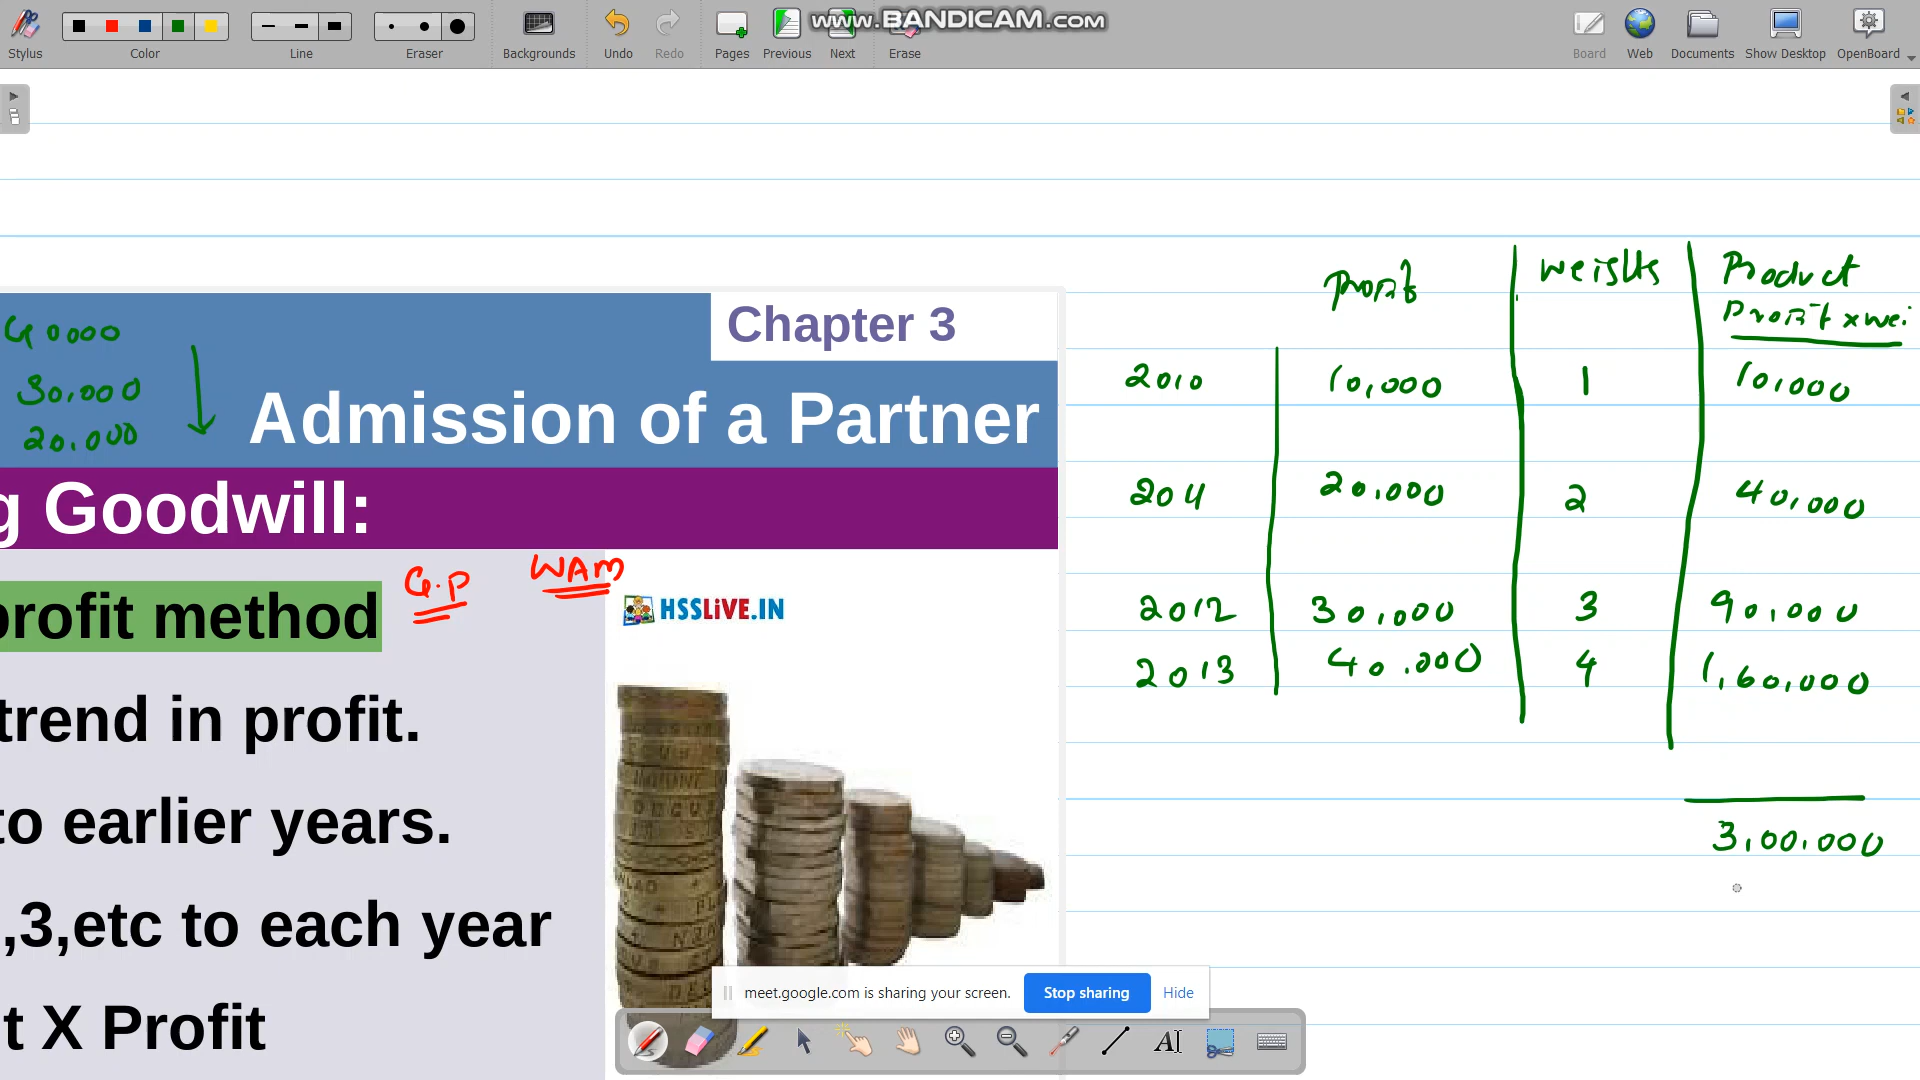 www.BANDICAM.com
Stylus
Color
Line
Eraser
Backgrounds
Undo
Redo
Pages
Previous
Next
Erase
Board
Web
Documents
Show Desktop
OpenBoard
Chapter 3
40000
30,000
20,000
Admission of a Partner
g Goodwill:
profit method
G.P
WAM
HSSLiVE.IN
trend in profit.
to earlier years.
,3,etc to each year
t X Profit
Profit weights Product
Profit x wei
2010 10,000 1 10,000
2011 20,000 2 40,000
2012 30,000 3 90,000
2013 40,000 4 1,60,000
3,00,000
meet.google.com is sharing your screen.
Stop sharing
Hide